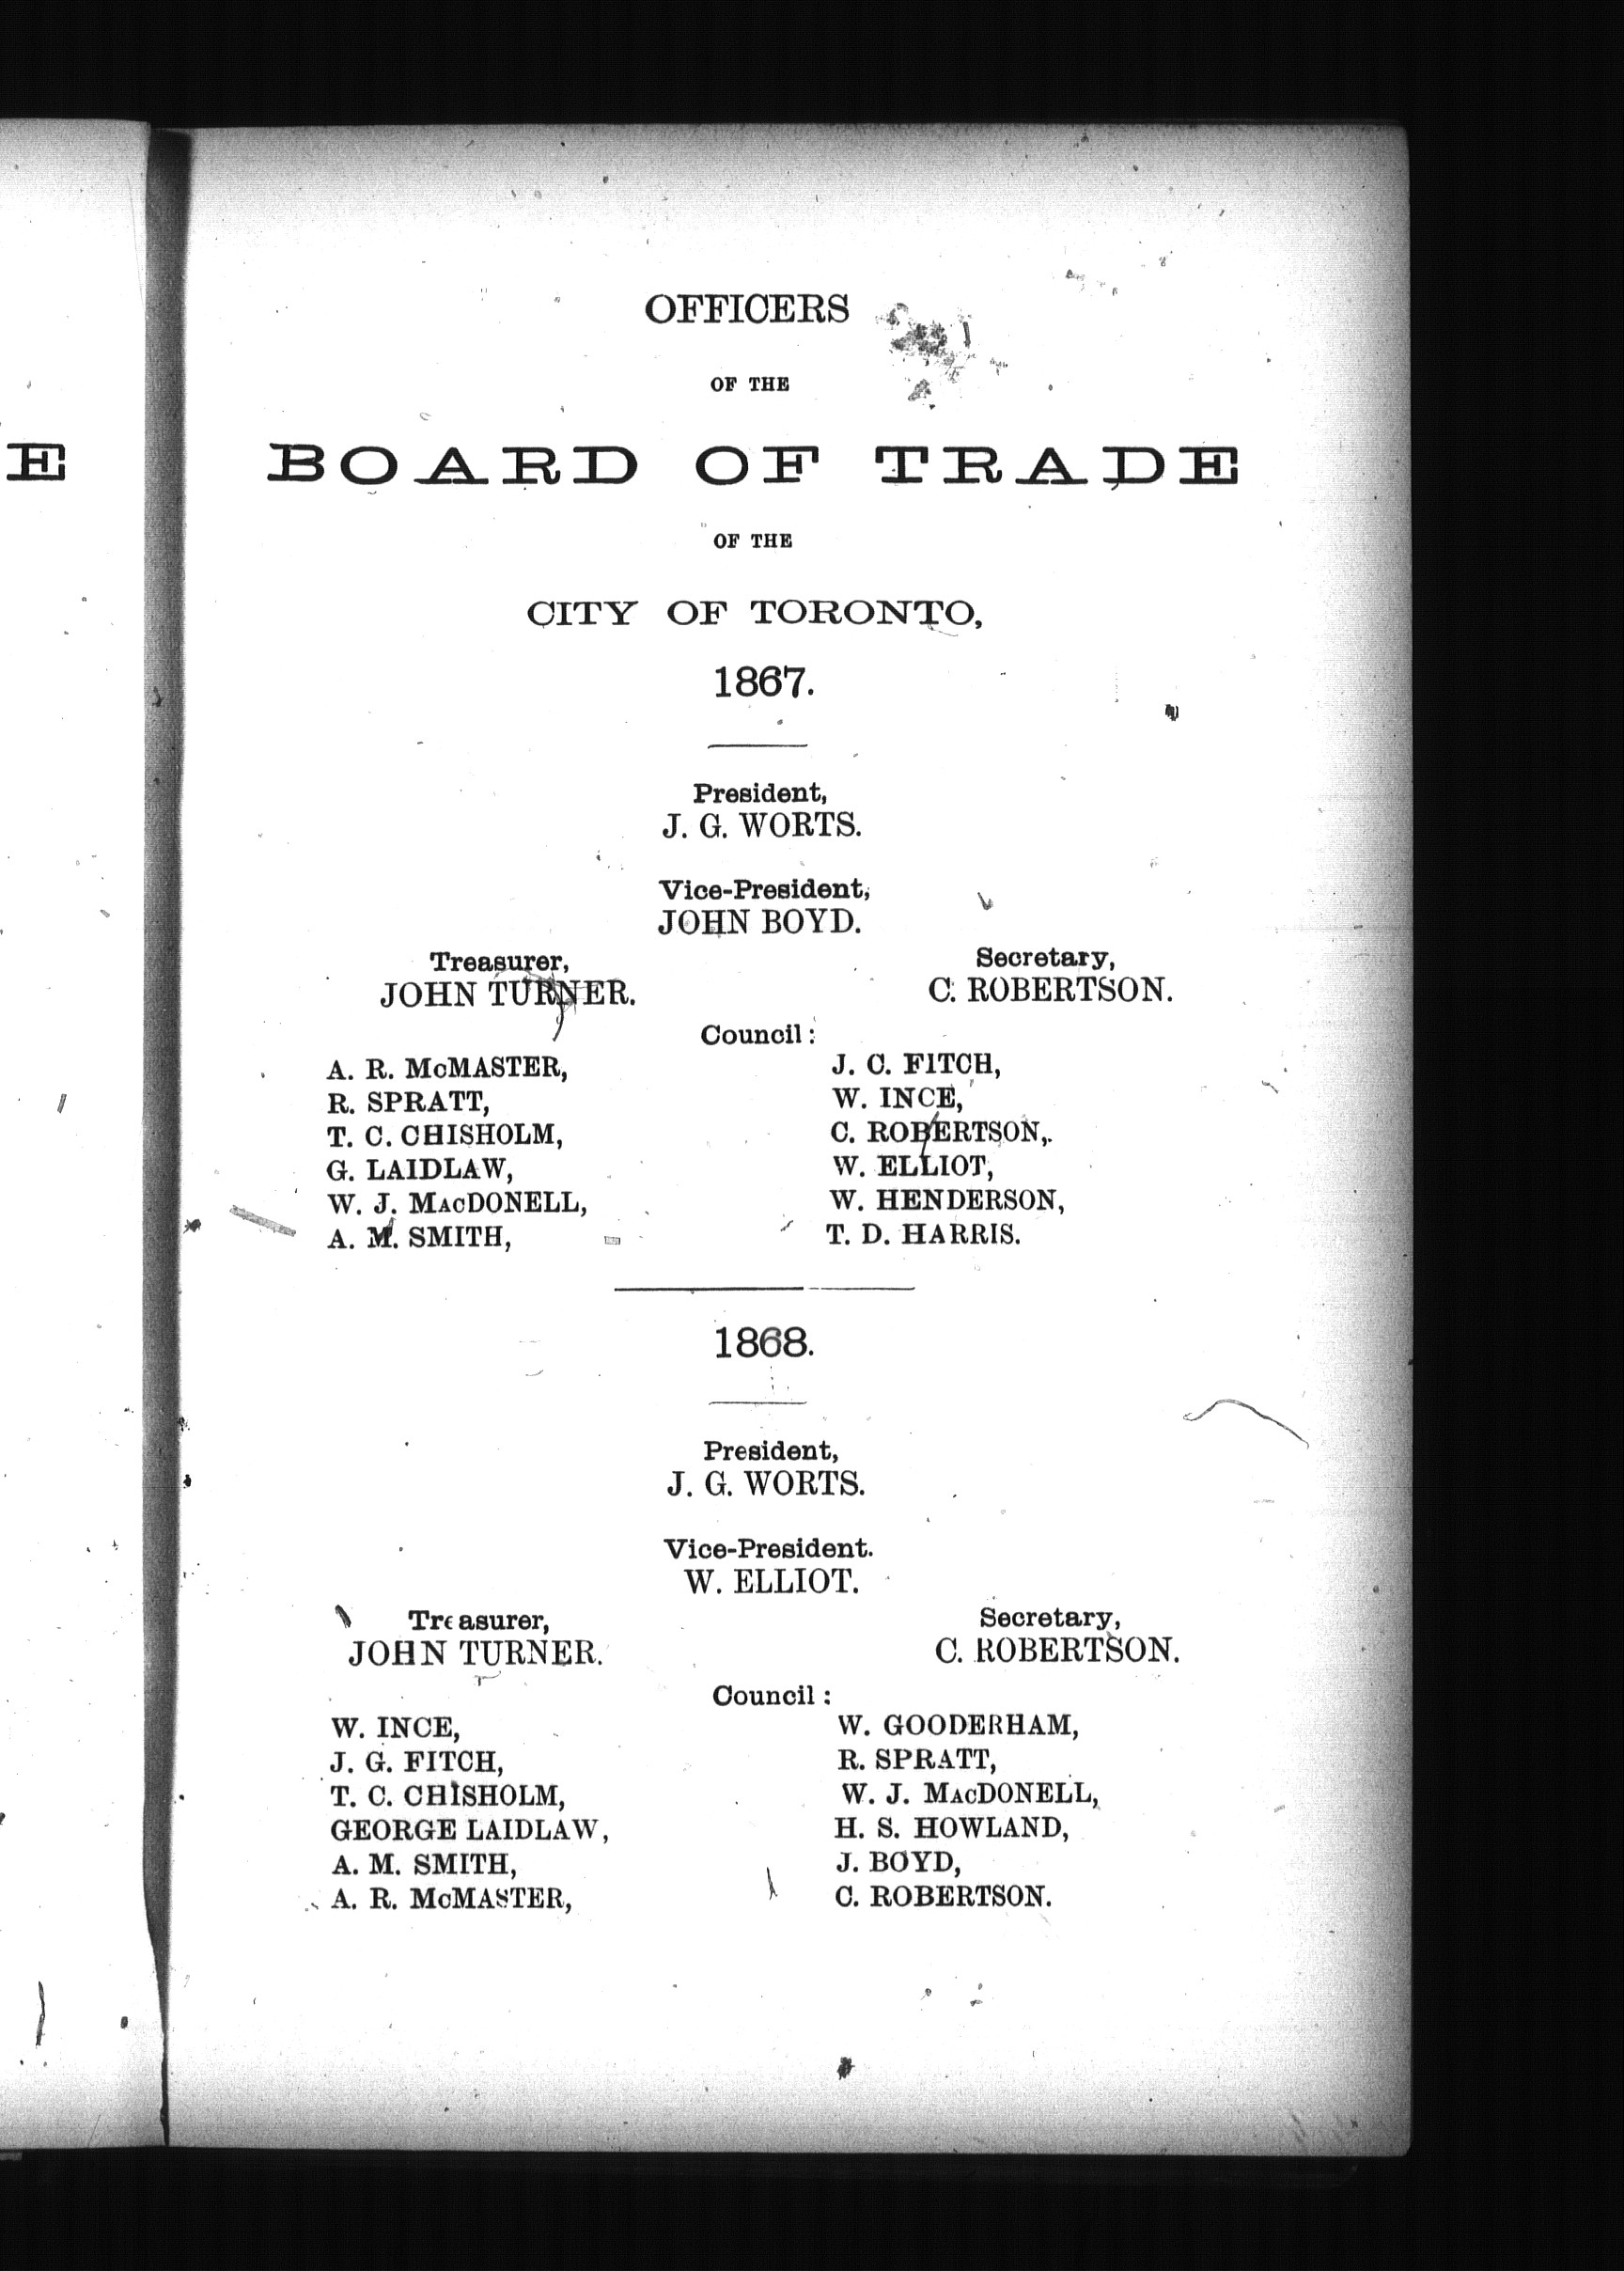 E
OFFICERS
OF THE
BOARD OF TRADE
OF THE
CITY OF TORONTO,
1867.
President,
J. G. WORTS.
Vice-President,
JOHN BOYD.
Treasurer,
JOHN TURNER.
Secretary,
C. ROBERTSON.
Council:
A. R. McMASTER,
R. SPRATT,
T. C. CHISHOLM,
G. LAIDLAW,
W. J. MACDONELL,
A. M. SMITH,
J. C. FITCH,
W. INCE,
C. ROBERTSON,
W. ELLIOT,
W. HENDERSON,
T. D. HARRIS.
1868.
President,
J. G. WORTS.
Vice-President.
W. ELLIOT.
Treasurer,
JOHN TURNER.
Secretary,
C. ROBERTSON.
Council:
W. INCE,
J. G. FITCH,
T. C. CHISHOLM,
GEORGE LAIDLAW,
A. M. SMITH,
A. R. McMASTER,
W. GOODERHAM,
R. SPRATT,
W. J. MACDONELL,
H. S. HOWLAND,
J. BOYD,
C. ROBERTSON.